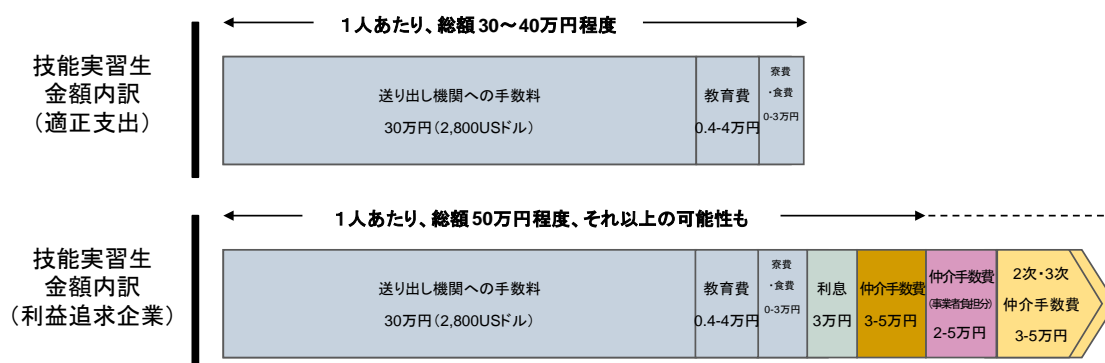 1人あたり、総額30～40万円程度
技能実習生
金額内訳
（適正支出）
送り出し機関への手数料
30万円（2,800USドル）
教育費
0.4-4万円
寮費
・食費
0-3万円
1人あたり、総額50万円程度、それ以上の可能性も
技能実習生
金額内訳
（利益追求企業）
送り出し機関への手数料
30万円（2,800USドル）
教育費
0.4-4万円
寮費
・食費
0-3万円
利息
3万円
仲介手数費
3-5万円
仲介手数費
（事業者負担分）
2-5万円
2次・3次
仲介手数費
3-5万円